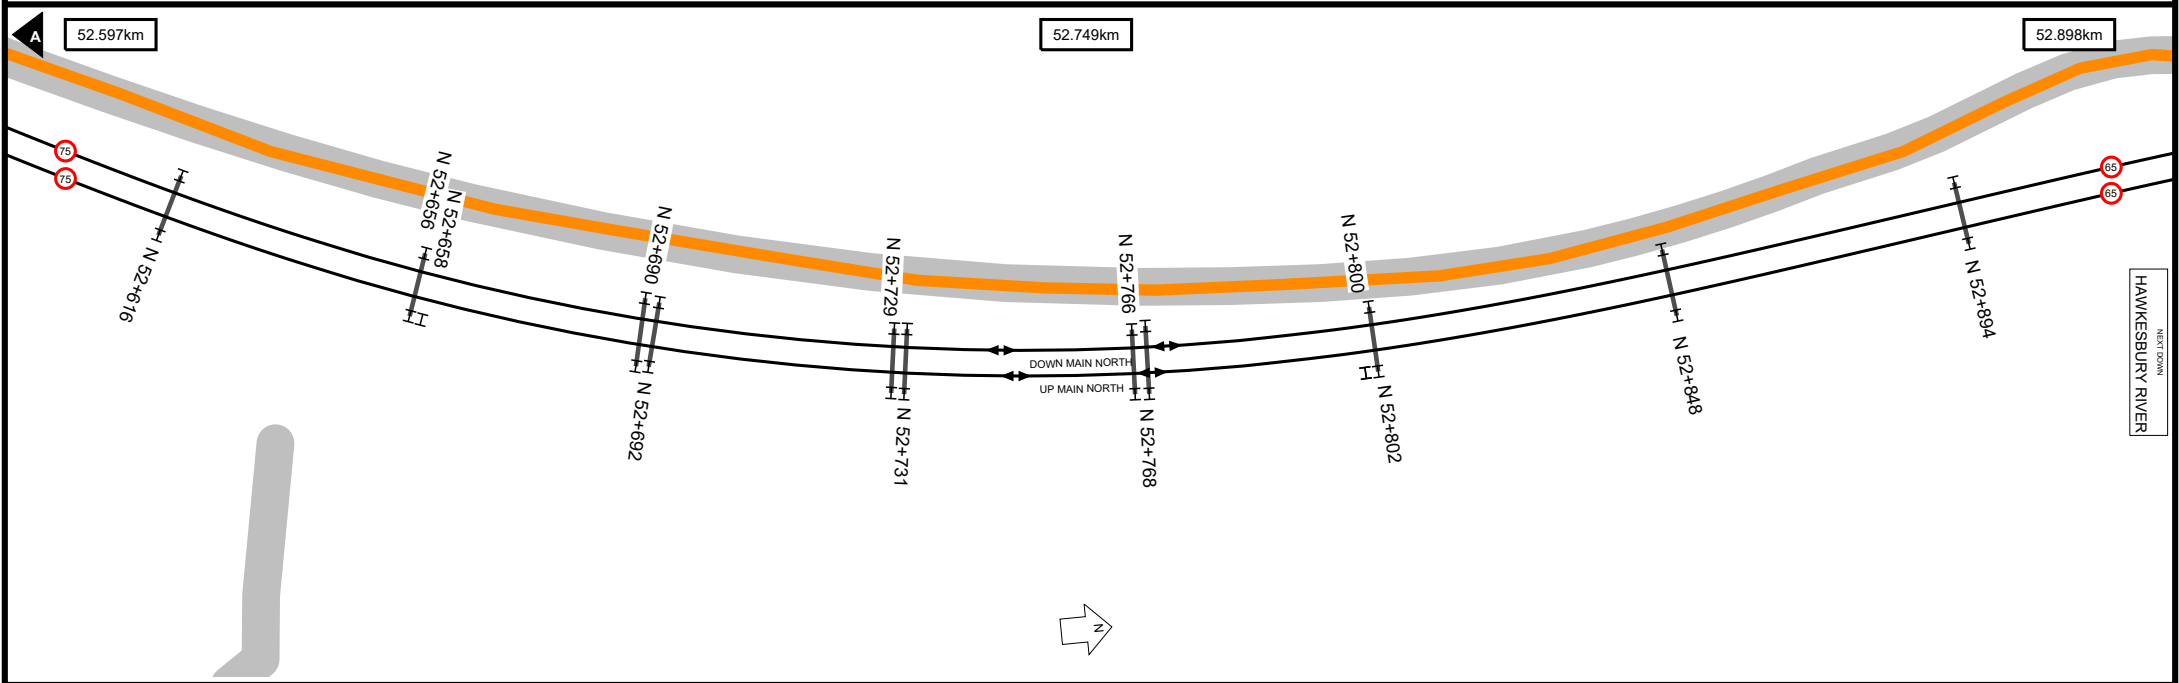 A
52.597km
52.749km
52.898km
75
75
65
65
N 52+616
N 52+656
N 52+658
N 52+690
N 52+692
N 52+729
N 52+731
N 52+766
N 52+768
N 52+800
N 52+802
N 52+848
N 52+894
DOWN MAIN NORTH
UP MAIN NORTH
NEXT DOWN
HAWKESBURY RIVER
N